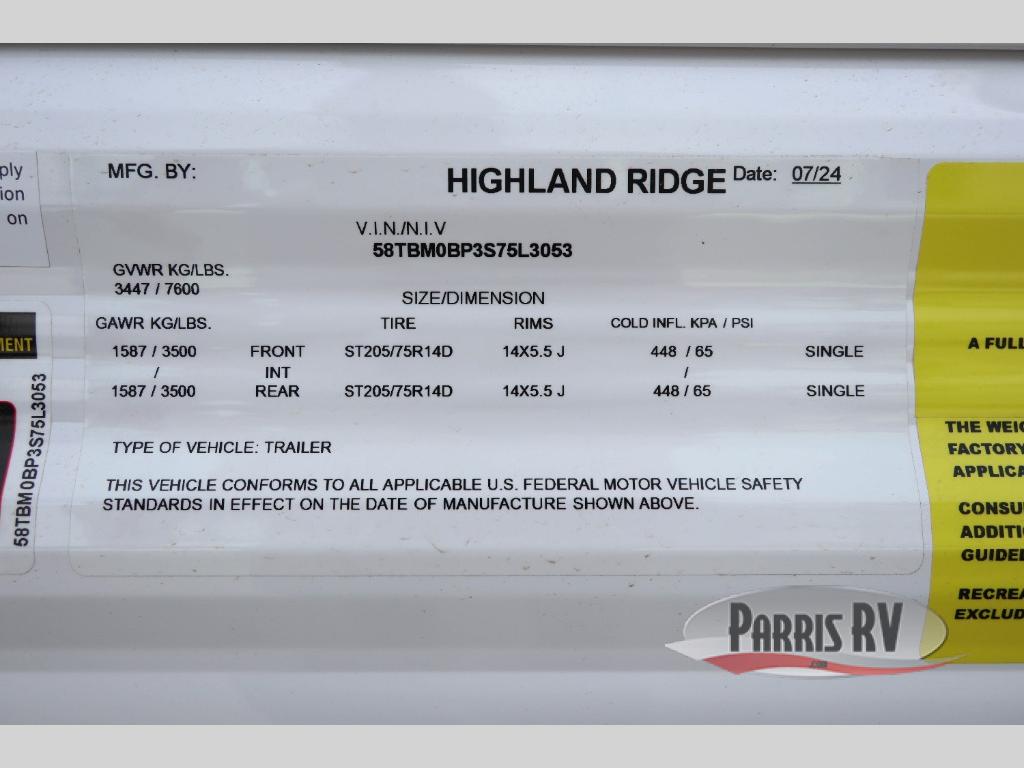 ply
ion
on
MENT
58TBM0BP3S75L3053
MFG. BY:
HIGHLAND RIDGE Date: 07/24
V.I.N./N.I.V
58TBM0BP3S75L3053
GVWR KG/LBS.
3447 / 7600
SIZE/DIMENSION
GAWR KG/LBS. TIRE RIMS COLD INFL. KPA / PSI
1587 / 3500 FRONT ST205/75R14D 14X5.5 J 448 / 65 SINGLE
/ INT /
1587 / 3500 REAR ST205/75R14D 14X5.5 J 448 / 65 SINGLE
TYPE OF VEHICLE: TRAILER
THIS VEHICLE CONFORMS TO ALL APPLICABLE U.S. FEDERAL MOTOR VEHICLE SAFETY
STANDARDS IN EFFECT ON THE DATE OF MANUFACTURE SHOWN ABOVE.
A FULL
THE WEIG
FACTORY
APPLICA
CONSU
ADDITI
GUIDEL
RECREA
EXCLUD
PARRIS RV
.com